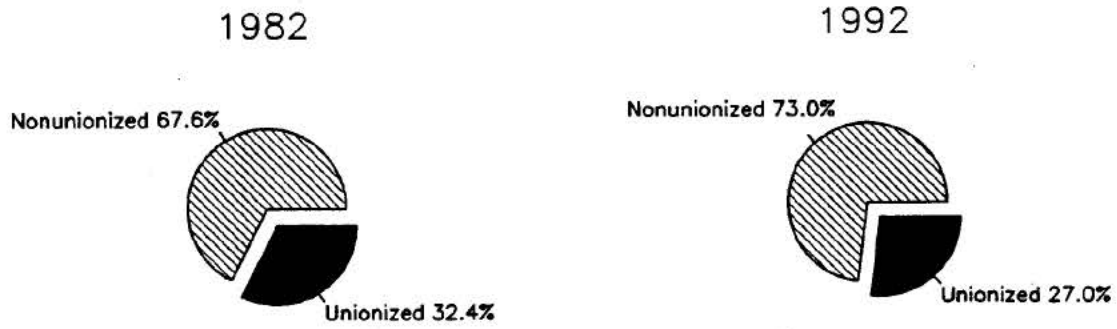 1982
1992
Nonunionized 67.6%
Nonunionized 73.0%
Unionized 32.4%
Unionized 27.0%